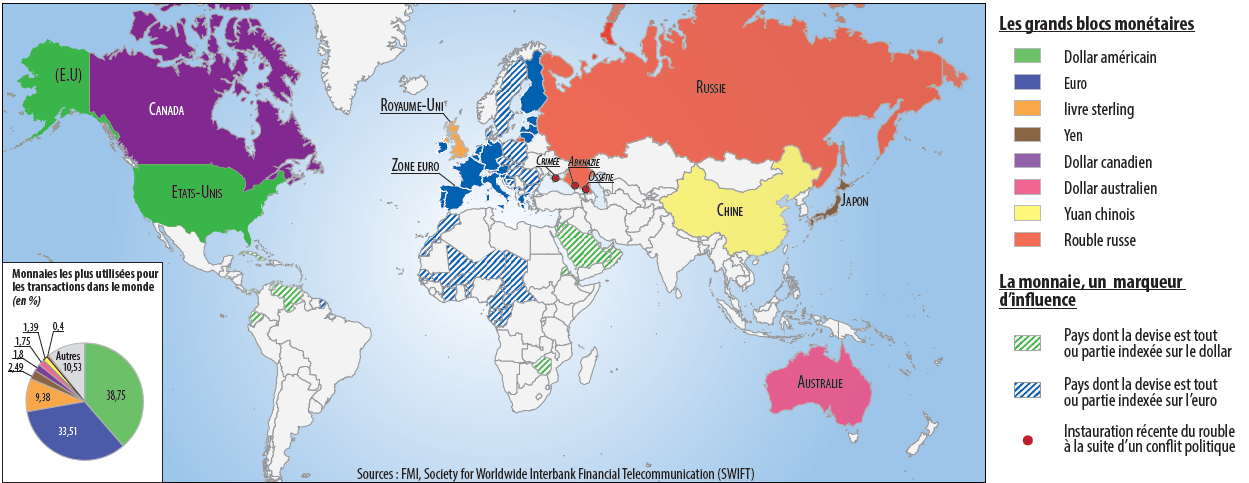 (E.U)
CANADA
ETATS-UNIS
ROYAUME-UNI
ZONE EURO
RUSSIE
CRIMÉE
ABKHAZIE
OSSÉTIE
CHINE
JAPON
AUSTRALIE
Monnaies les plus utilisées pour
les transactions dans le monde
(en %)
1,39
0,4
1,75
1,8
2,49
Autres
10,53
9,38
38,75
33,51
Sources : FMI, Society for Worldwide Interbank Financial Telecommunication (SWIFT)
Les grands blocs monétaires
Dollar américain
Euro
livre sterling
Yen
Dollar canadien
Dollar australien
Yuan chinois
Rouble russe
La monnaie, un marqueur
d'influence
Pays dont la devise est tout
ou partie indexée sur le dollar
Pays dont la devise est tout
ou partie indexée sur l'euro
Instauration récente du rouble
à la suite d'un conflit politique